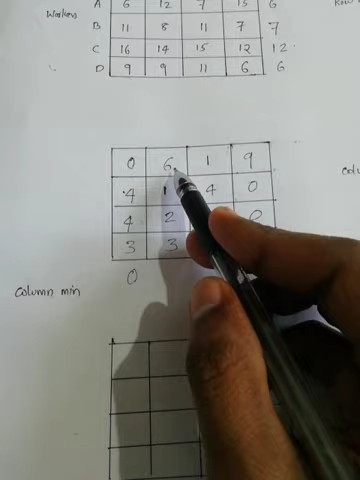 A 6 12 7 15 6
Workers
B 11 8 11 7 7
C 16 14 15 12 12
D 9 9 11 6 6
0 6 1 9
4 1 4 0
4 2 0
3 3
0
Column min